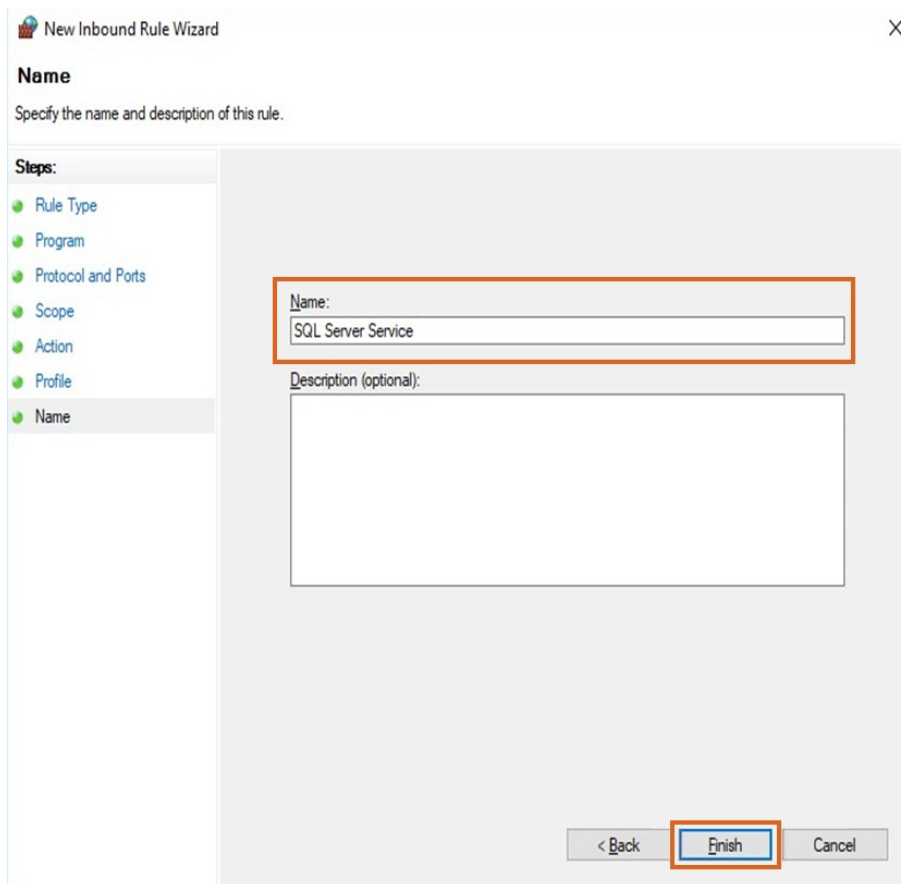 New Inbound Rule Wizard
Name
Specify the name and description of this rule.
Steps:
Rule Type
Program
Protocol and Ports
Scope
Action
Profile
Name
Name:
SQL Server Service
Description (optional):
< Back
Finish
Cancel